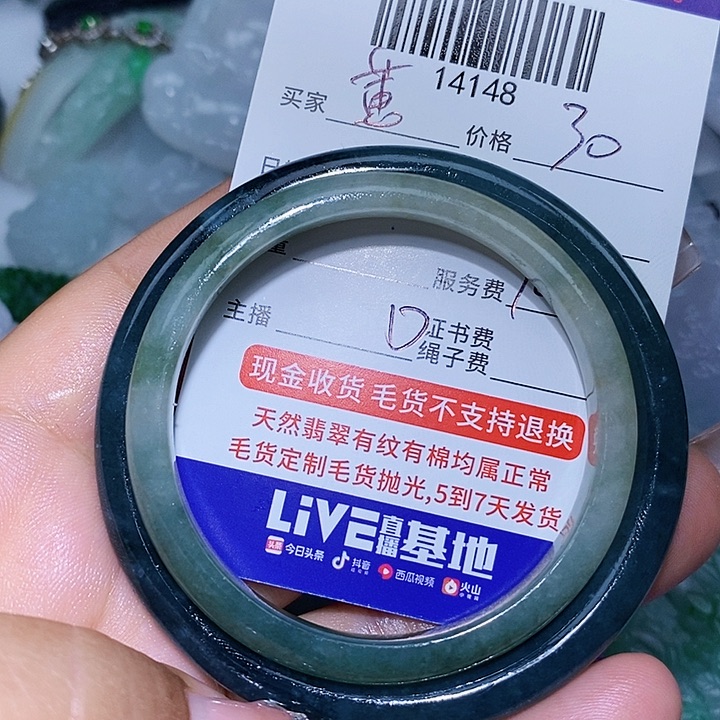 14148
买家 黄 价格 30
服务费
主播 证书费
绳子费
现金收货 毛货不支持退换
天然翡翠有纹有棉均属正常
毛货定制毛货抛光,5到7天发货
LiVE直播基地
头条 今日头条 抖音 西瓜视频 火山